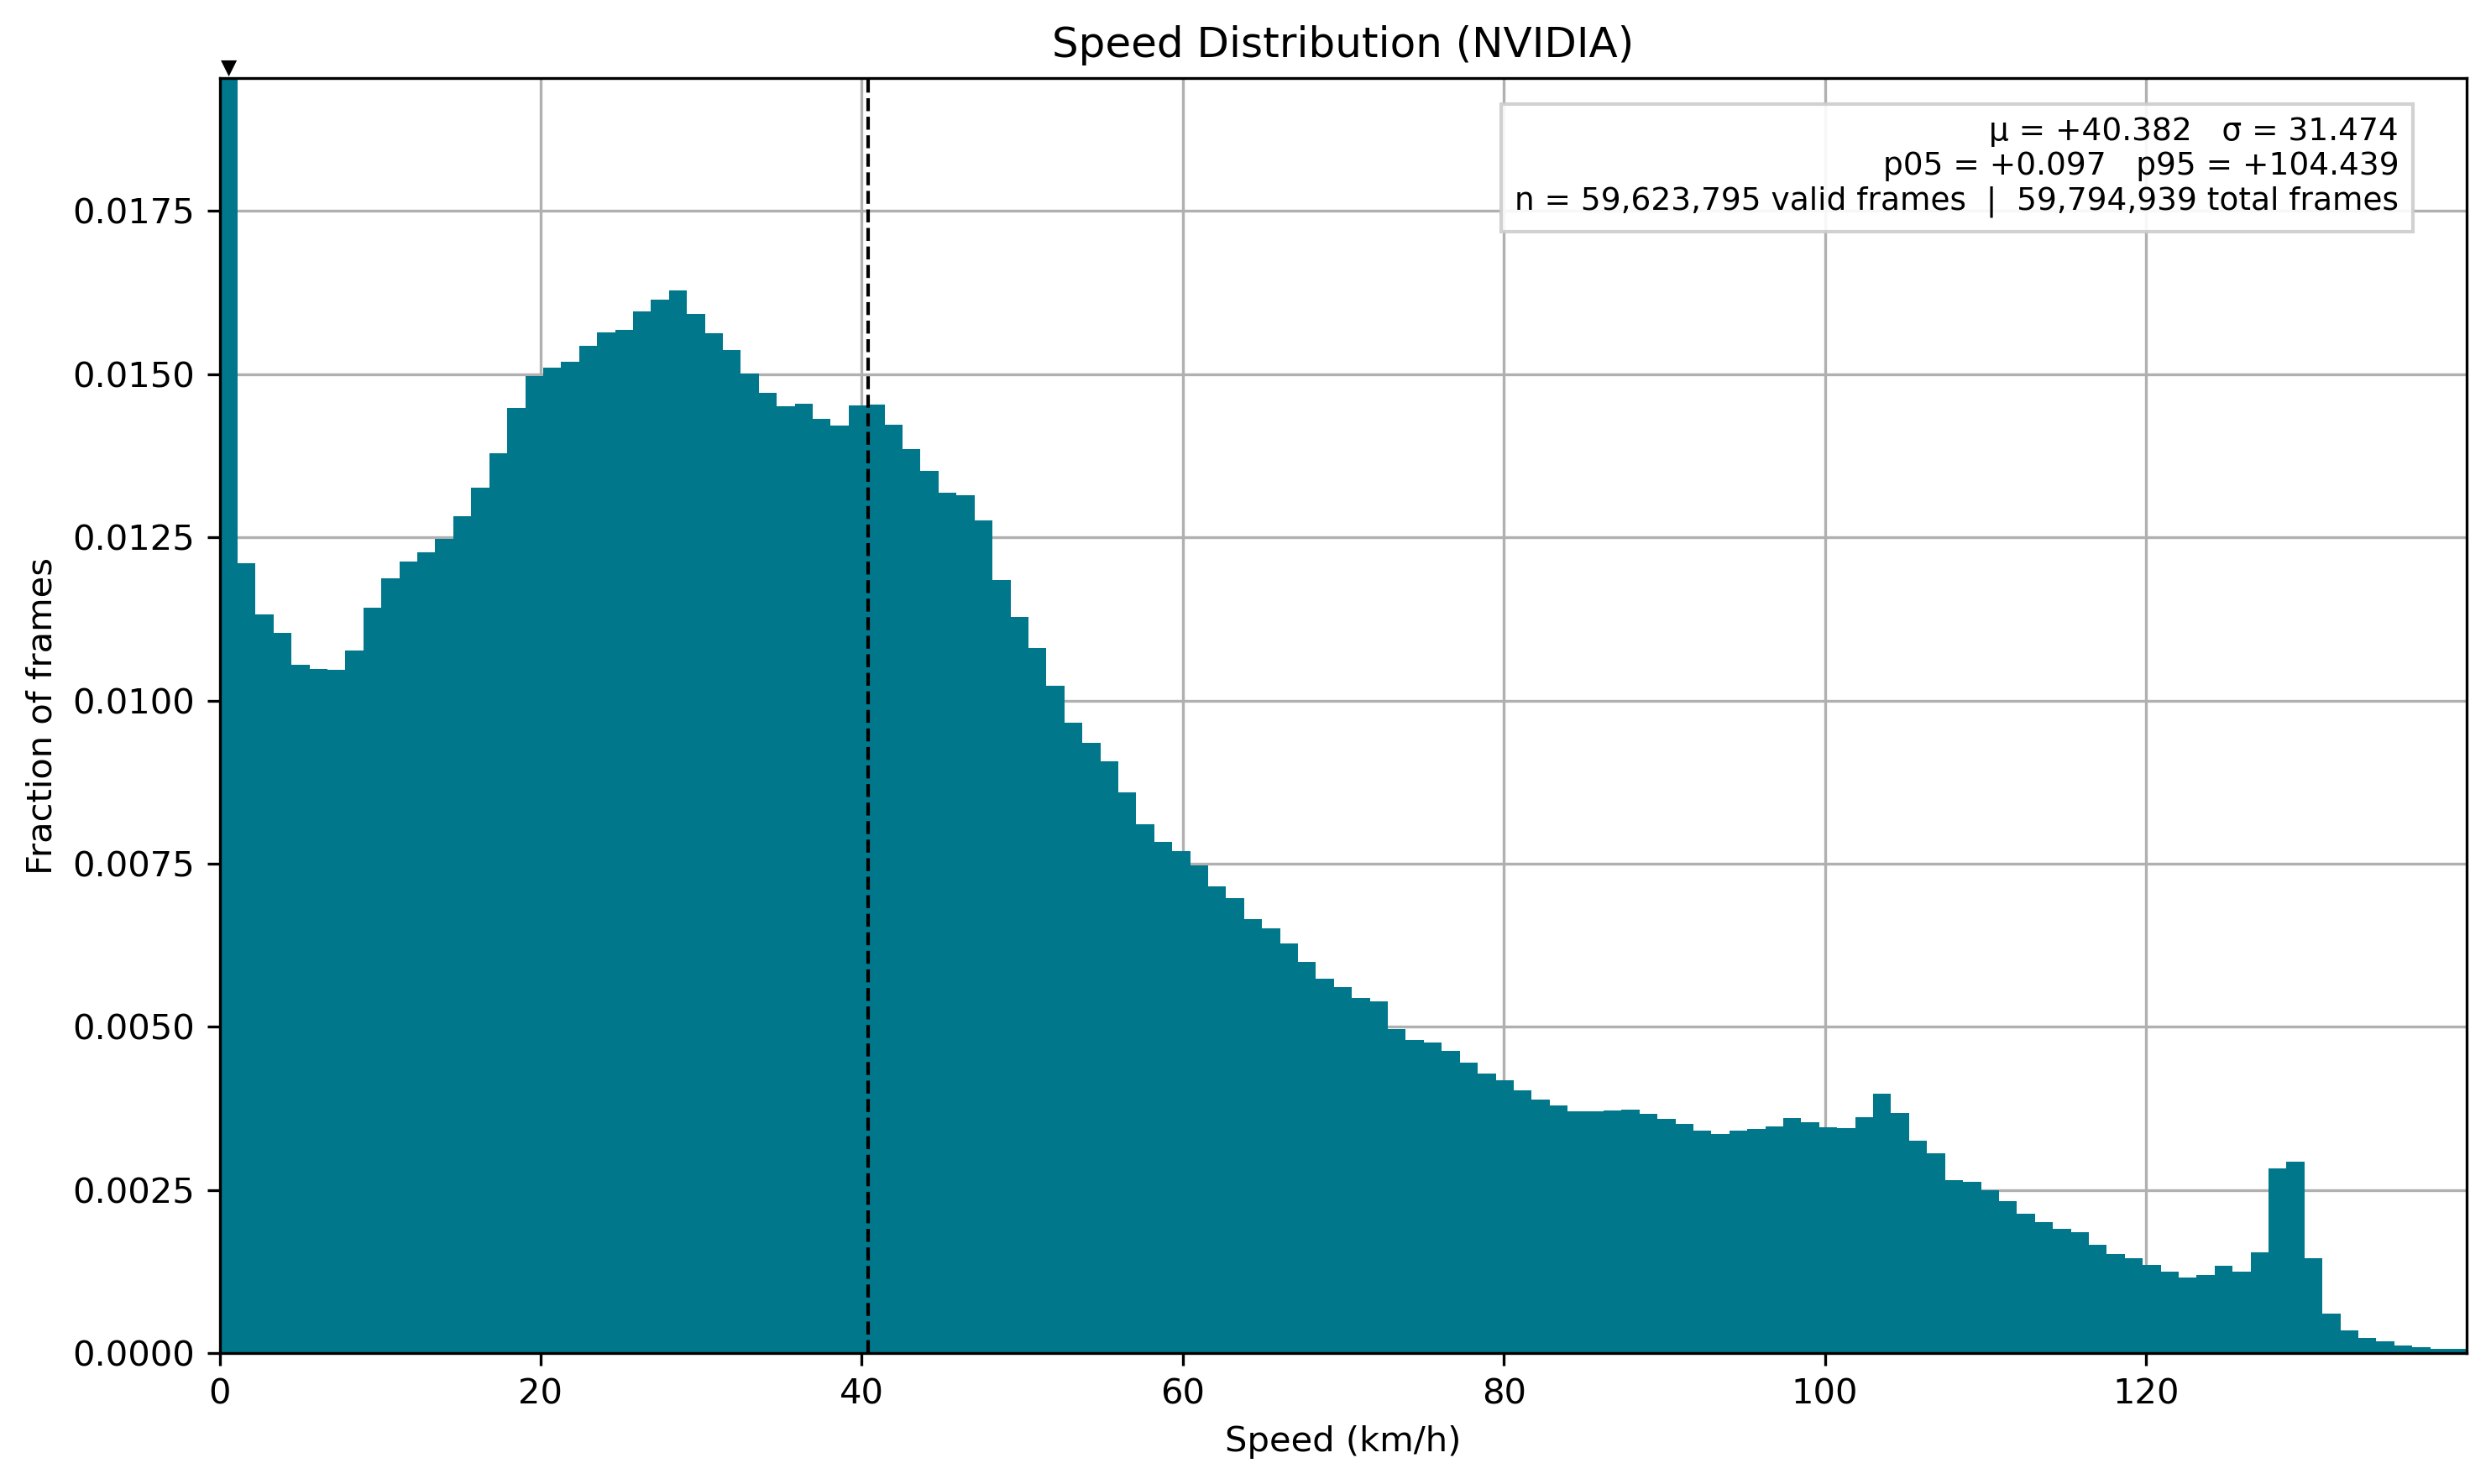 Speed Distribution (NVIDIA)
μ = +40.382   σ = 31.474
p05 = +0.097   p95 = +104.439
n = 59,623,795 valid frames  |  59,794,939 total frames
Fraction of frames
0.0175
0.0150
0.0125
0.0100
0.0075
0.0050
0.0025
0.0000
0 20 40 60 80 100 120
Speed (km/h)